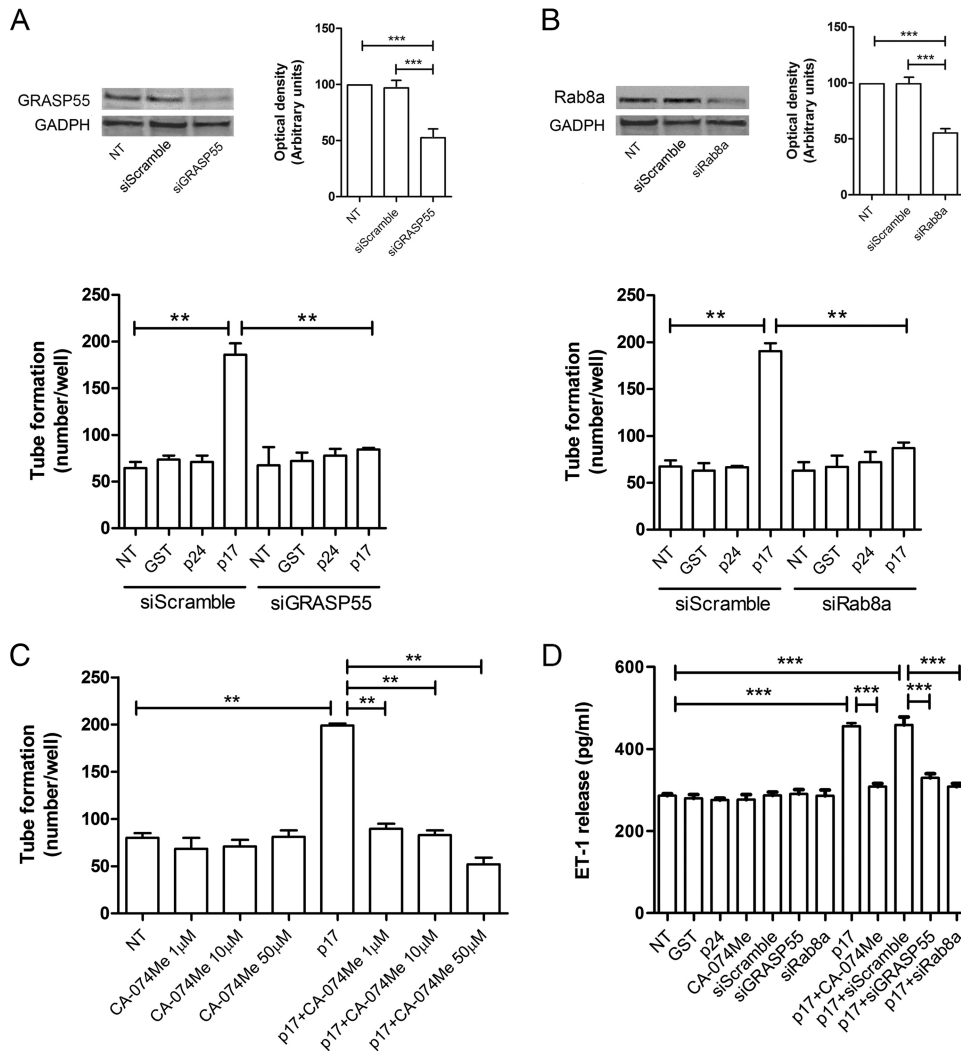 A
GRASP55
GADPH
NT
siScramble
siGRASP55
Optical density
(Arbitrary units)
150
100
50
0
***
***
NT
siScramble
siGRASP55
Tube formation
(number/well)
250
200
150
100
50
0
**
**
NT
GST
p24
p17
NT
GST
p24
p17
siScramble
siGRASP55
B
Rab8a
GADPH
NT
siScramble
siRab8a
Optical density
(Arbitrary units)
150
100
50
0
***
***
NT
siScramble
siRab8a
Tube formation
(number/well)
250
200
150
100
50
0
**
**
NT
GST
p24
p17
NT
GST
p24
p17
siScramble
siRab8a
C
Tube formation
(number/well)
250
200
150
100
50
0
**
**
**
**
NT
CA-074Me 1μM
CA-074Me 10μM
CA-074Me 50μM
p17
p17+CA-074Me 1μM
p17+CA-074Me 10μM
p17+CA-074Me 50μM
D
ET-1 release (pg/ml)
600
400
200
0
***
***
***
***
***
NT
GST
p24
CA-074Me
siScramble
siGRASP55
siRab8a
p17
p17+CA-074Me
p17+siScramble
p17+siGRASP55
p17+siRab8a